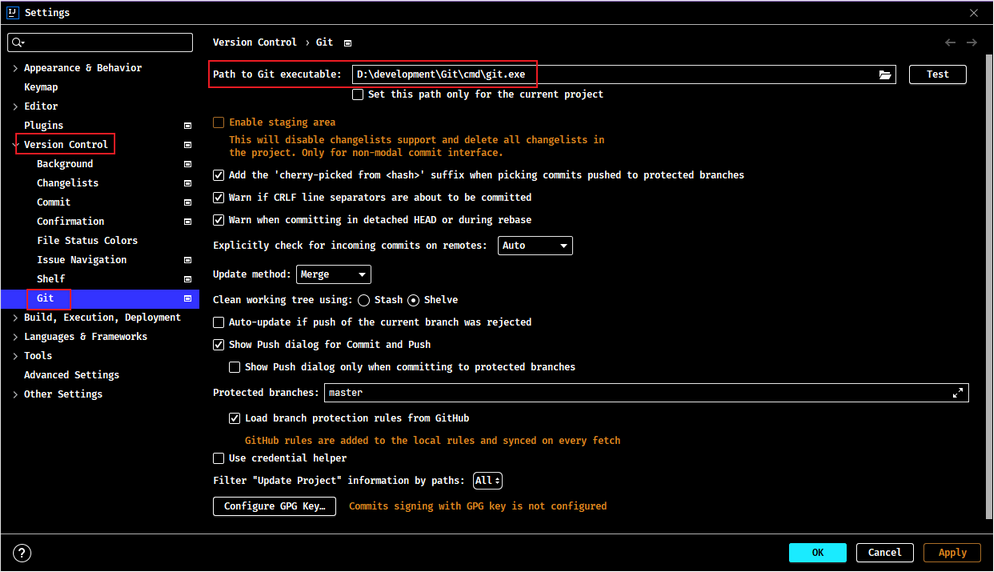 IJ Settings
Version Control › Git
Appearance & Behavior
Keymap
Editor
Plugins
Version Control
Background
Changelists
Commit
Confirmation
File Status Colors
Issue Navigation
Shelf
Git
Build, Execution, Deployment
Languages & Frameworks
Tools
Advanced Settings
Other Settings
Path to Git executable: D:\development\Git\cmd\git.exe Test
Set this path only for the current project
Enable staging area
This will disable changelists support and delete all changelists in
the project. Only for non-modal commit interface.
Add the 'cherry-picked from <hash>' suffix when picking commits pushed to protected branches
Warn if CRLF line separators are about to be committed
Warn when committing in detached HEAD or during rebase
Explicitly check for incoming commits on remotes: Auto
Update method: Merge
Clean working tree using: Stash Shelve
Auto-update if push of the current branch was rejected
Show Push dialog for Commit and Push
Show Push dialog only when committing to protected branches
Protected branches: master
Load branch protection rules from GitHub
GitHub rules are added to the local rules and synced on every fetch
Use credential helper
Filter "Update Project" information by paths: All
Configure GPG Key… Commits signing with GPG key is not configured
? OK Cancel Apply